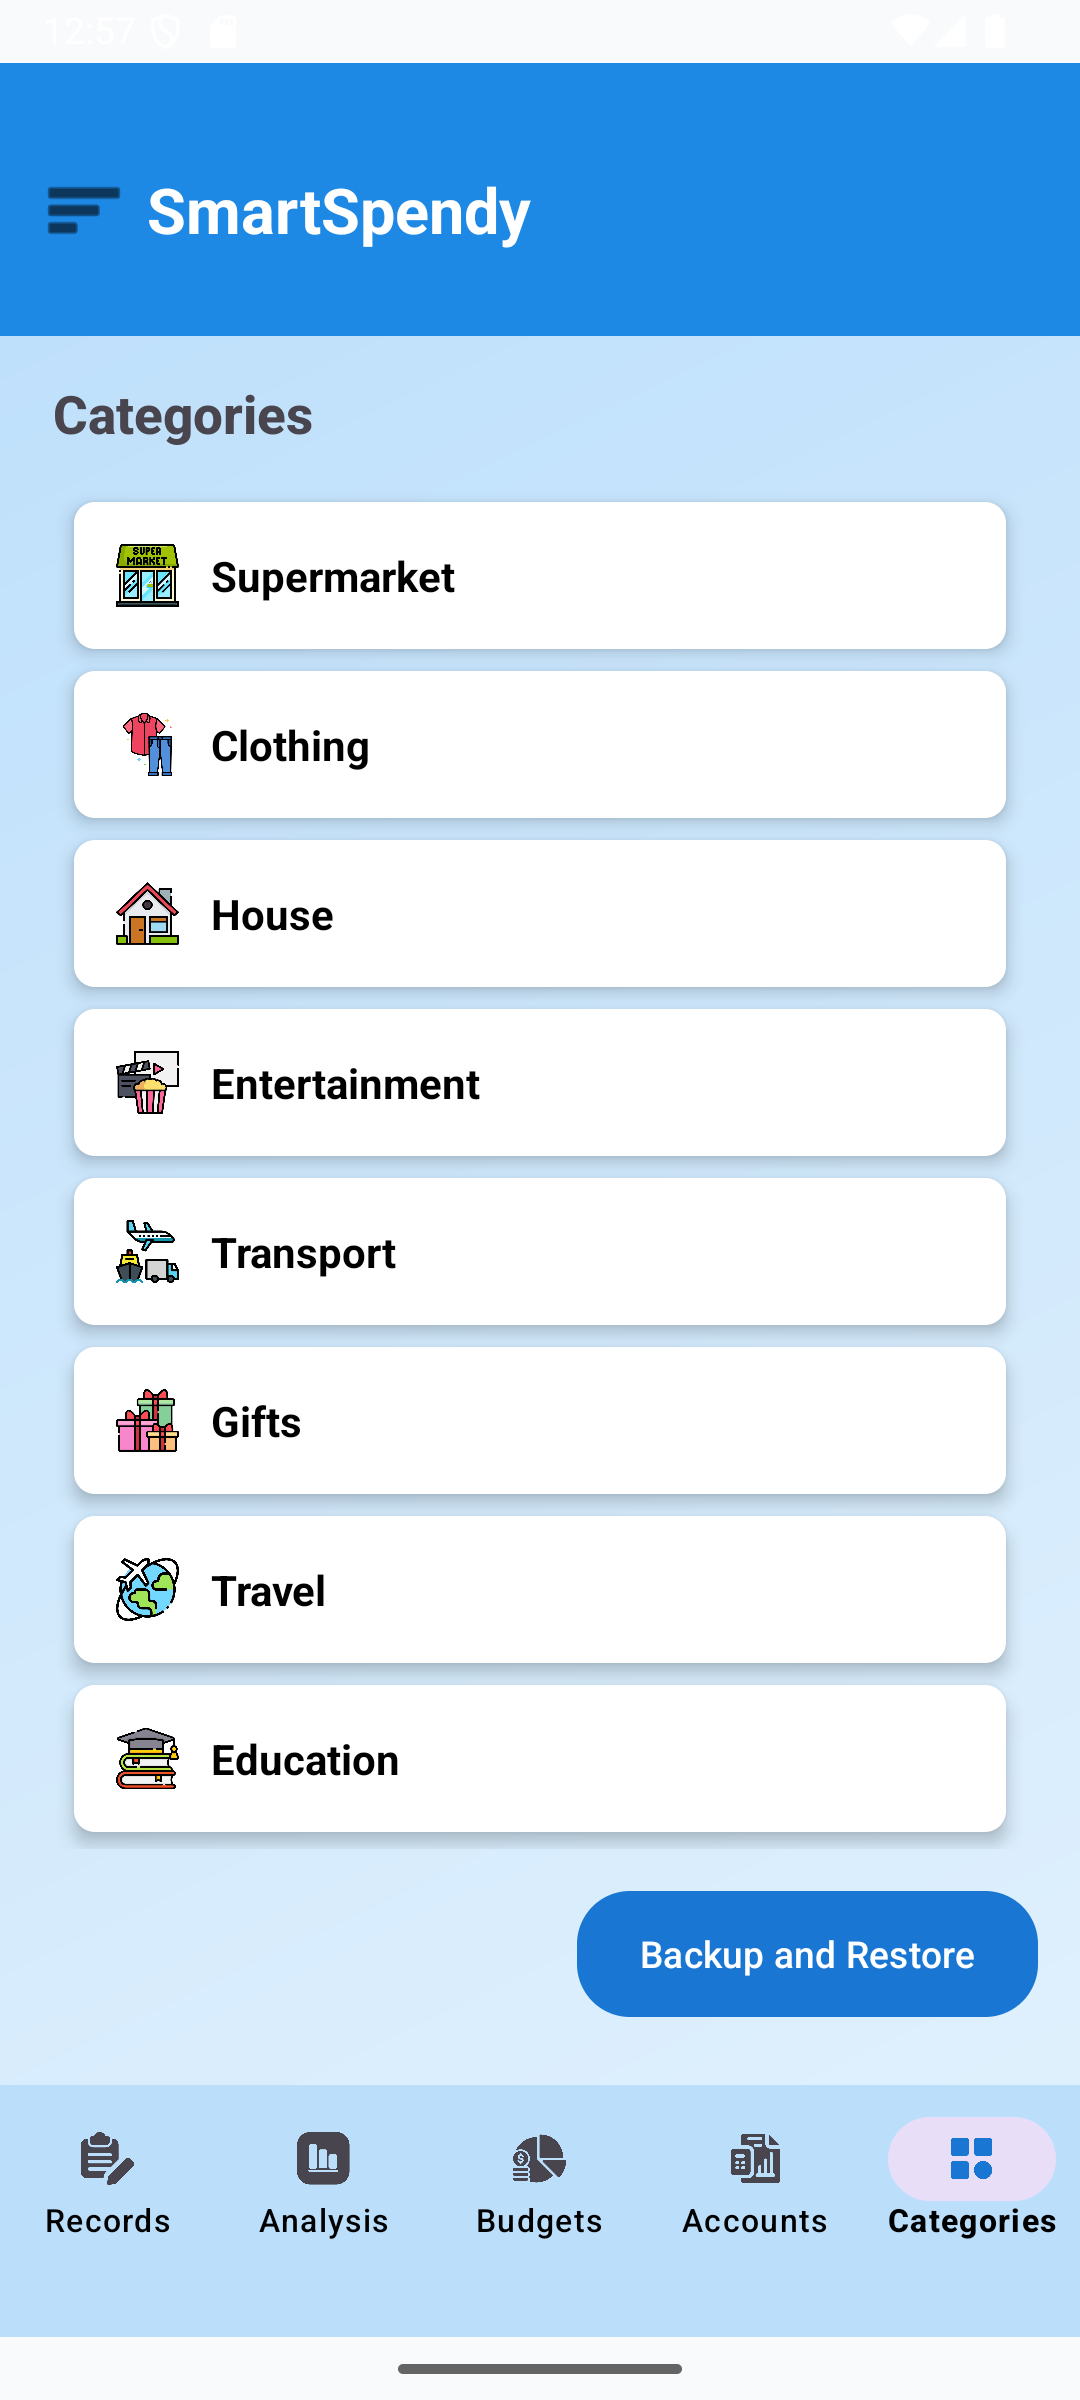 12:57
SmartSpendy
Categories
SUPER
MARKET
Supermarket
Clothing
House
Entertainment
Transport
Gifts
Travel
Education
Backup and Restore
Records
Analysis
Budgets
Accounts
Categories